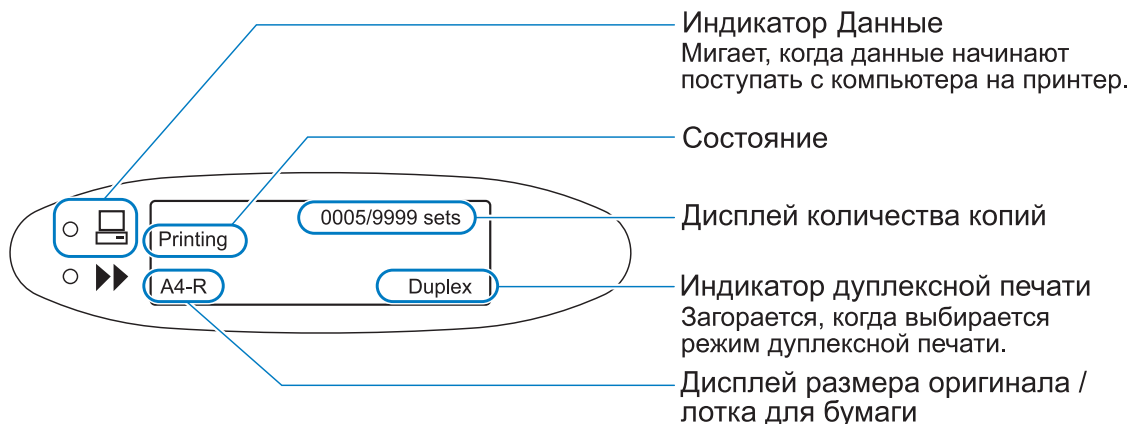 Индикатор Данные
Мигает, когда данные начинают
поступать с компьютера на принтер.
Состояние
0005/9999 sets
Дисплей количества копий
Printing
A4-R
Duplex
Индикатор дуплексной печати
Загорается, когда выбирается
режим дуплексной печати.
Дисплей размера оригинала /
лотка для бумаги